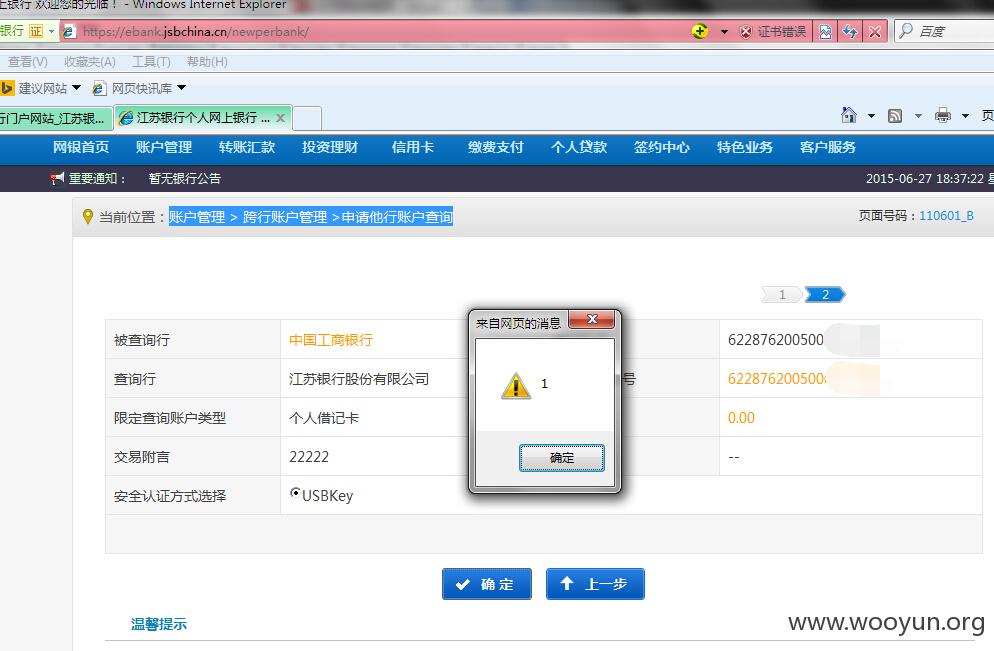 上银行 欢迎您的光临！ - Windows Internet Explorer
银行 证 https://ebank.jsbchina.cn/newperbank/ 证书错误 百度
查看(V) 收藏夹(A) 工具(T) 帮助(H)
建议网站 网页快讯库
行门户网站_江苏银... 江苏银行个人网上银行 ... 页
网银首页 账户管理 转账汇款 投资理财 信用卡 缴费支付 个人贷款 签约中心 特色业务 客户服务
重要通知： 暂无银行公告 2015-06-27 18:37:22 星
当前位置：账户管理 > 跨行账户管理 >申请他行账户查询 页面号码：110601_B
1 2
来自网页的消息
1
确定
被查询行 中国工商银行 622876200500
查询行 江苏银行股份有限公司 号 622876200500
限定查询账户类型 个人借记卡 0.00
交易附言 22222 --
安全认证方式选择 USBKey
确 定 上一步
温馨提示
www.wooyun.org